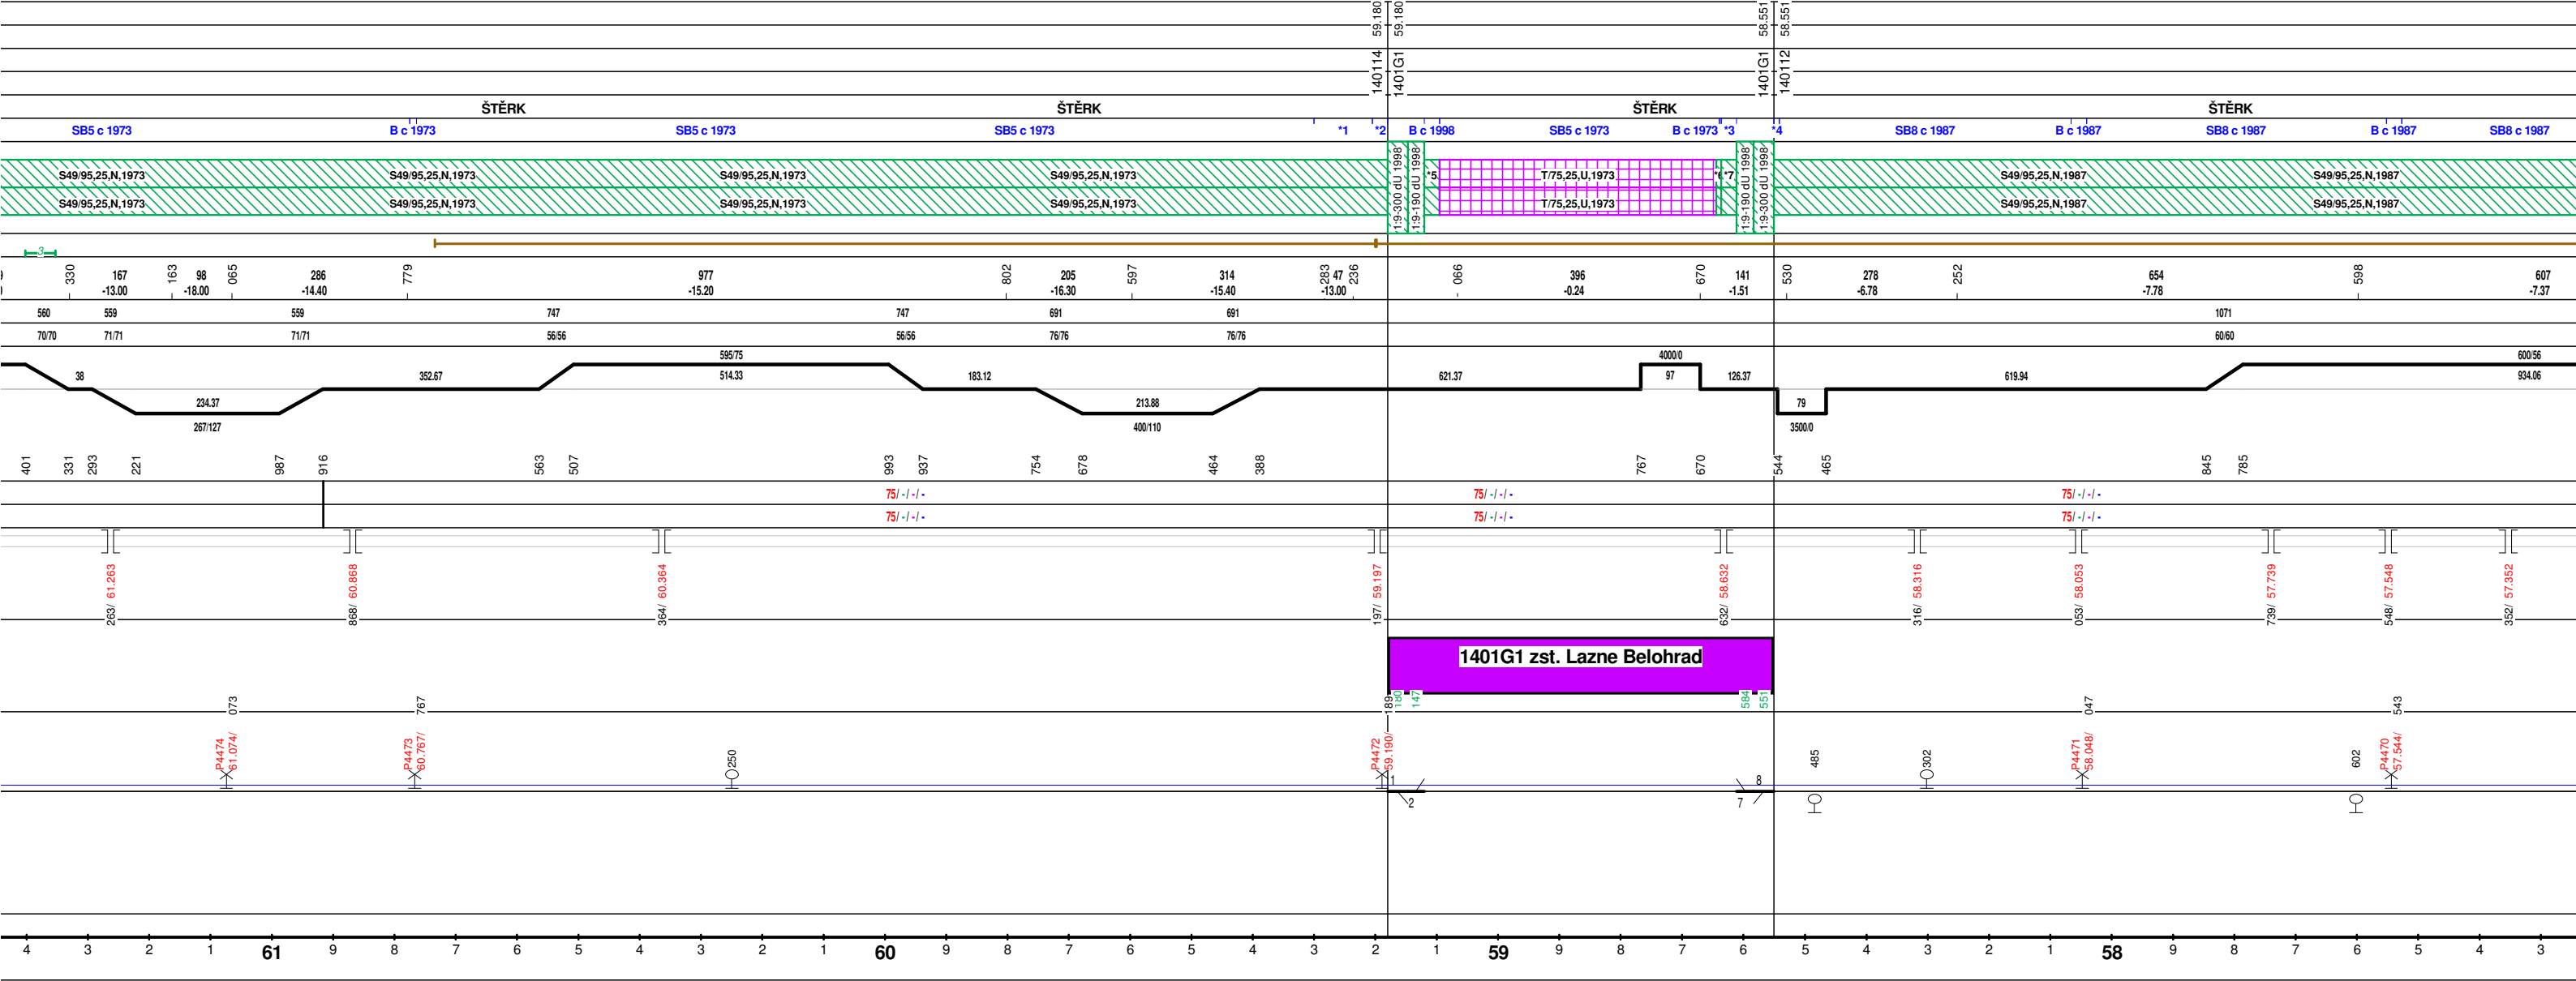 59.180 59.180 58.551 58.551
140114 1401G1 1401G1 140112
ŠTĚRK ŠTĚRK ŠTĚRK ŠTĚRK
SB5 c 1973 B c 1973 SB5 c 1973 SB5 c 1973 *1 *2 B c 1998 SB5 c 1973 B c 1973 *3 *4 SB8 c 1987 B c 1987 SB8 c 1987 B c 1987 SB8 c 1987
1:9-300 dU 1998 1:9-190 dU 1998 1:9-190 dU 1998 1:9-300 dU 1998
S49/95,25,N,1973 S49/95,25,N,1973 S49/95,25,N,1973 S49/95,25,N,1973 *5 T/75,25,U,1973 *7 S49/95,25,N,1987 S49/95,25,N,1987
S49/95,25,N,1973 S49/95,25,N,1973 S49/95,25,N,1973 S49/95,25,N,1973 T/75,25,U,1973 S49/95,25,N,1987 S49/95,25,N,1987
3
330 167 163 98 065 286 779 977 802 205 597 314 283 47 236 066 396 670 141 530 278 252 654 598 607
-13.00 -18.00 -14.40 -15.20 -16.30 -15.40 -13.00 -0.24 -1.51 -6.78 -7.78 -7.37
560 559 559 747 747 691 691 1071
70/70 71/71 71/71 56/56 56/56 76/76 76/76 60/60
595/75 4000/0 600/56
38 352.67 514.33 183.12 621.37 97 126.37 619.94 934.06
234.37 213.88 79
267/127 400/110 3500/0
401 331 293 221 987 916 563 507 993 937 754 678 464 388 767 670 544 465 845 785
75/ - / - / - 75/ - / - / - 75/ - / - / -
75/ - / - / - 75/ - / - / - 75/ - / - / -
263/ 61.263 868/ 60.868 364/ 60.364 197/ 59.197 632/ 58.632 316/ 58.316 053/ 58.053 739/ 57.739 548/ 57.548 352/ 57.352
1401G1 zst. Lazne Belohrad
073 767 189 180 147 584 551 047 543
P4474 61.074/ P4473 60.767/ 250 P4472 59.190/ 485 302 P4471 58.048/ 602 P4470 57.544/
1 8
2 7
4 3 2 1 61 9 8 7 6 5 4 3 2 1 60 9 8 7 6 5 4 3 2 1 59 9 8 7 6 5 4 3 2 1 58 9 8 7 6 5 4 3